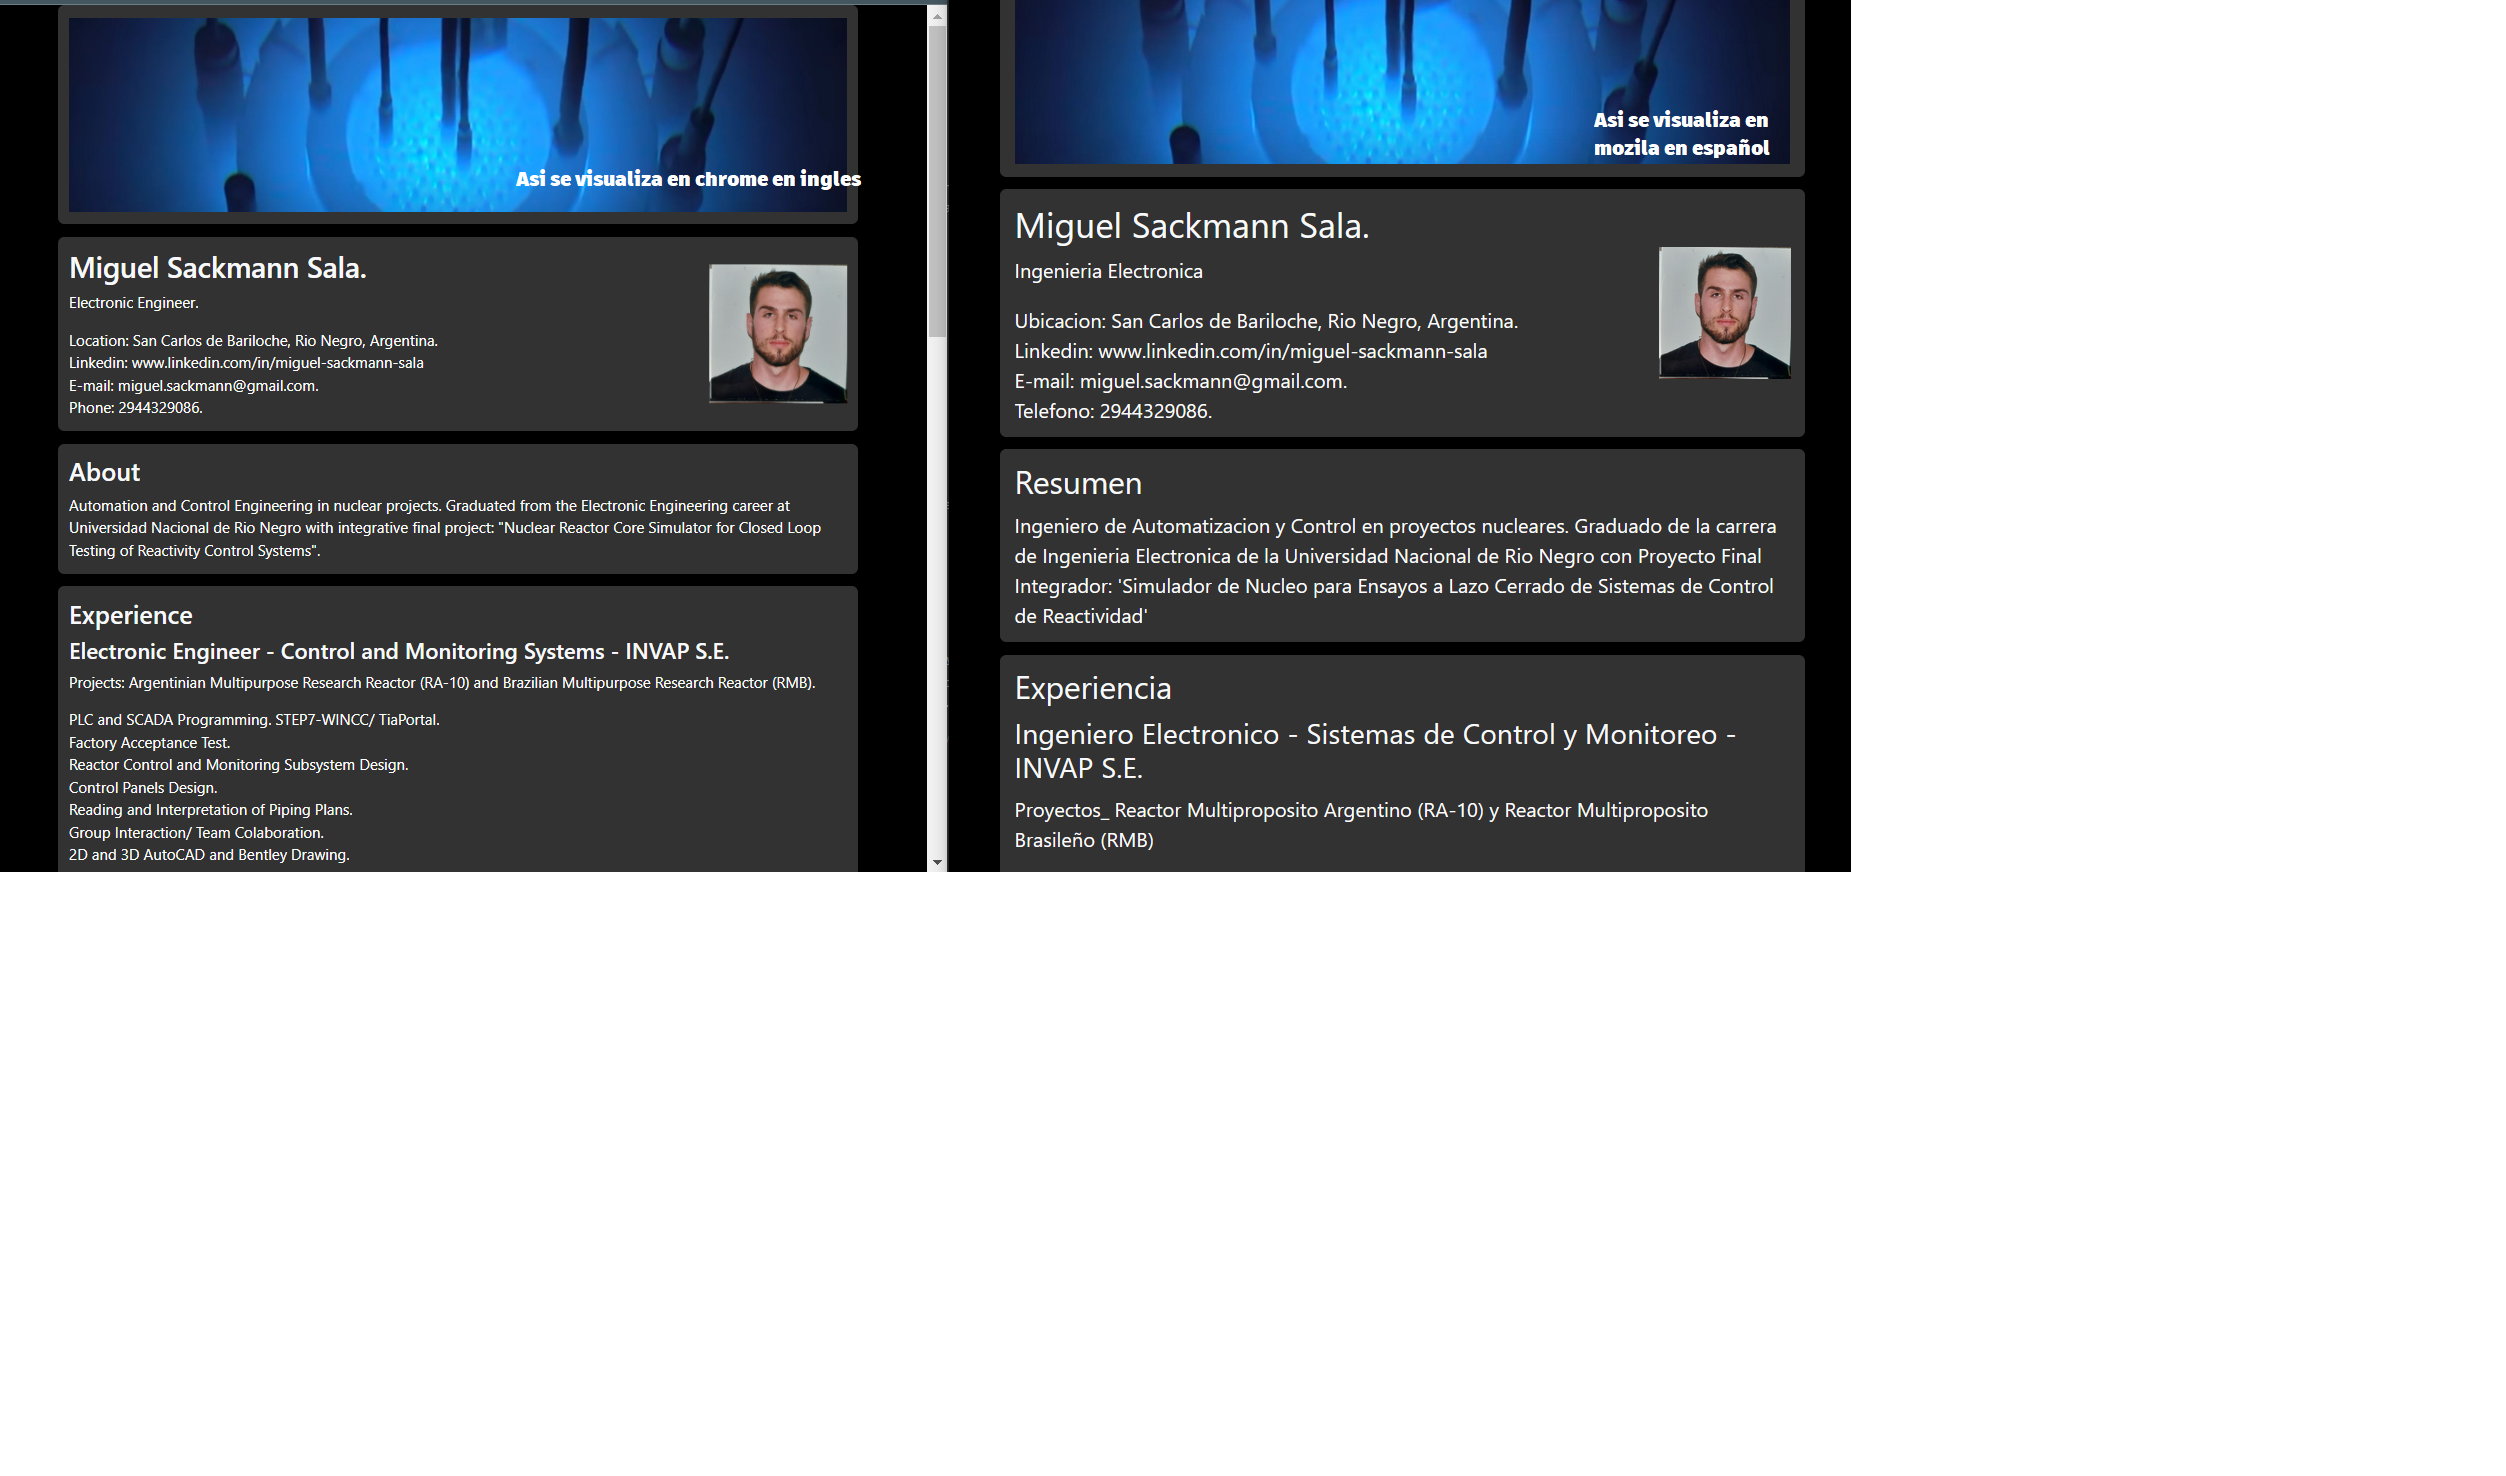 Asi se visualiza en chrome en ingles
Miguel Sackmann Sala.
Electronic Engineer.
Location: San Carlos de Bariloche, Rio Negro, Argentina.
Linkedin: www.linkedin.com/in/miguel-sackmann-sala
E-mail: miguel.sackmann@gmail.com.
Phone: 2944329086.
About
Automation and Control Engineering in nuclear projects. Graduated from the Electronic Engineering career at
Universidad Nacional de Rio Negro with integrative final project: "Nuclear Reactor Core Simulator for Closed Loop
Testing of Reactivity Control Systems".
Experience
Electronic Engineer - Control and Monitoring Systems - INVAP S.E.
Projects: Argentinian Multipurpose Research Reactor (RA-10) and Brazilian Multipurpose Research Reactor (RMB).
PLC and SCADA Programming. STEP7-WINCC/ TiaPortal.
Factory Acceptance Test.
Reactor Control and Monitoring Subsystem Design.
Control Panels Design.
Reading and Interpretation of Piping Plans.
Group Interaction/ Team Colaboration.
2D and 3D AutoCAD and Bentley Drawing.
Asi se visualiza en
mozila en español
Miguel Sackmann Sala.
Ingenieria Electronica
Ubicacion: San Carlos de Bariloche, Rio Negro, Argentina.
Linkedin: www.linkedin.com/in/miguel-sackmann-sala
E-mail: miguel.sackmann@gmail.com.
Telefono: 2944329086.
Resumen
Ingeniero de Automatizacion y Control en proyectos nucleares. Graduado de la carrera
de Ingenieria Electronica de la Universidad Nacional de Rio Negro con Proyecto Final
Integrador: 'Simulador de Nucleo para Ensayos a Lazo Cerrado de Sistemas de Control
de Reactividad'
Experiencia
Ingeniero Electronico - Sistemas de Control y Monitoreo -
INVAP S.E.
Proyectos_ Reactor Multiproposito Argentino (RA-10) y Reactor Multiproposito
Brasileño (RMB)